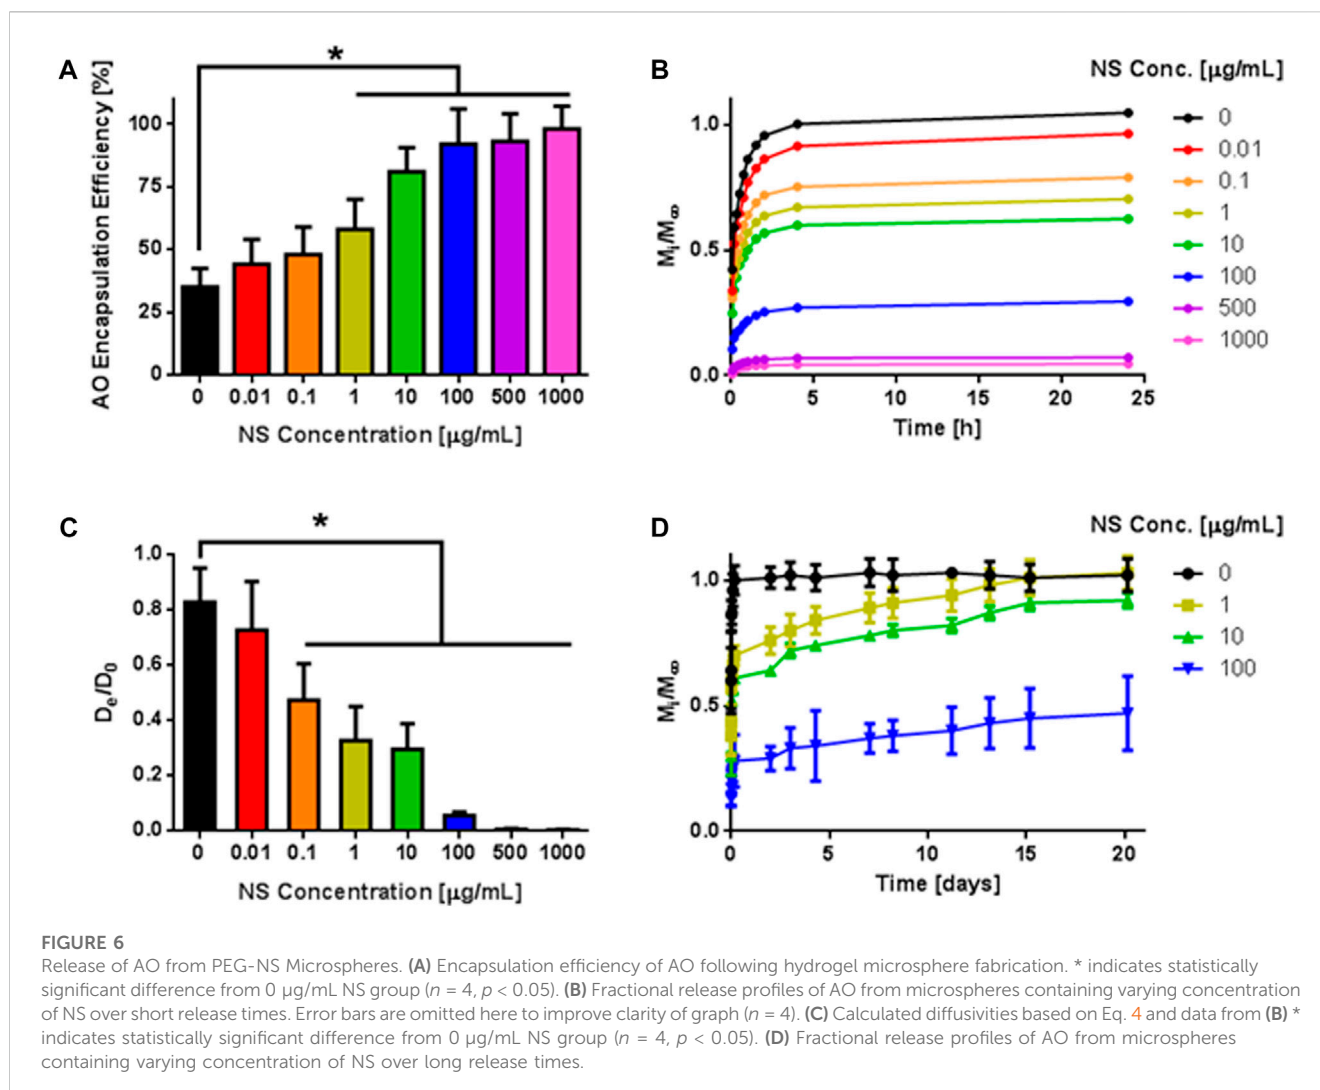 A
*
AO Encapsulation Efficiency [%]
100
75
50
25
0
0 0.01 0.1 1 10 100 500 1000
NS Concentration [µg/mL]
B
NS Conc. [µg/mL]
Mᵢ/M∞
1.0
0.5
0.0
0 5 10 15 20 25
Time [h]
0
0.01
0.1
1
10
100
500
1000
C
*
Dₑ/D₀
1.0
0.8
0.6
0.4
0.2
0.0
0 0.01 0.1 1 10 100 500 1000
NS Concentration [µg/mL]
D
NS Conc. [µg/mL]
Mᵢ/M∞
1.0
0.5
0.0
0 5 10 15 20
Time [days]
0
1
10
100
FIGURE 6
Release of AO from PEG-NS Microspheres. (A) Encapsulation efficiency of AO following hydrogel microsphere fabrication. * indicates statistically
significant difference from 0 µg/mL NS group (n = 4, p < 0.05). (B) Fractional release profiles of AO from microspheres containing varying concentration
of NS over short release times. Error bars are omitted here to improve clarity of graph (n = 4). (C) Calculated diffusivities based on Eq. 4 and data from (B) *
indicates statistically significant difference from 0 µg/mL NS group (n = 4, p < 0.05). (D) Fractional release profiles of AO from microspheres
containing varying concentration of NS over long release times.